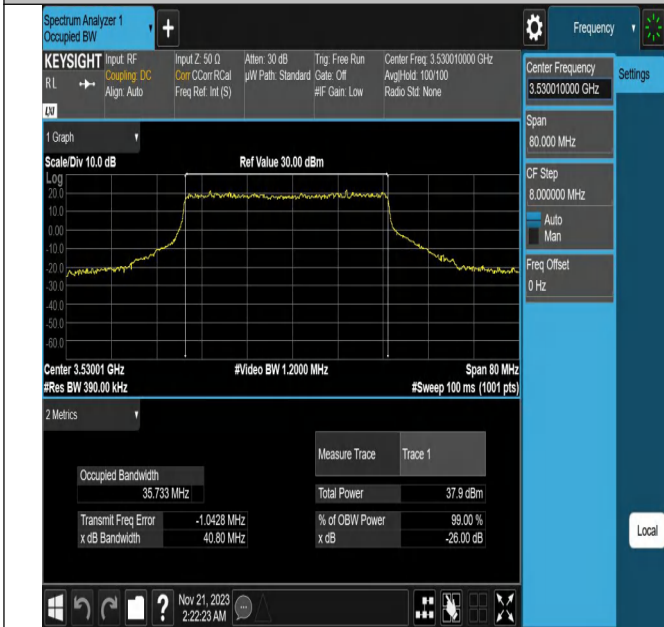 Spectrum Analyzer 1
Occupied BW
+
Frequency
KEYSIGHT
RL
LXI
Input: RF
Coupling: DC
Align: Auto
Input Z: 50 Ω
Corr CCorr RCal
Freq Ref: Int (S)
Atten: 30 dB
µW Path: Standard
Trig: Free Run
Gate: Off
#IF Gain: Low
Center Freq: 3.530010000 GHz
Avg|Hold: 100/100
Radio Std: None
1 Graph
Scale/Div 10.0 dB
Ref Value 30.00 dBm
Log
20.0
10.0
0.00
-10.0
-20.0
-30.0
-40.0
-50.0
-60.0
Center 3.53001 GHz
#Video BW 1.2000 MHz
Span 80 MHz
#Res BW 390.00 kHz
#Sweep 100 ms (1001 pts)
2 Metrics
Measure Trace
Trace 1
Occupied Bandwidth
35.733 MHz
Total Power
37.9 dBm
Transmit Freq Error
-1.0428 MHz
% of OBW Power
99.00 %
x dB Bandwidth
40.80 MHz
x dB
-26.00 dB
Center Frequency
3.530010000 GHz
Settings
Span
80.000 MHz
CF Step
8.000000 MHz
Auto
Man
Freq Offset
0 Hz
Local
?
Nov 21, 2023
2:22:23 AM